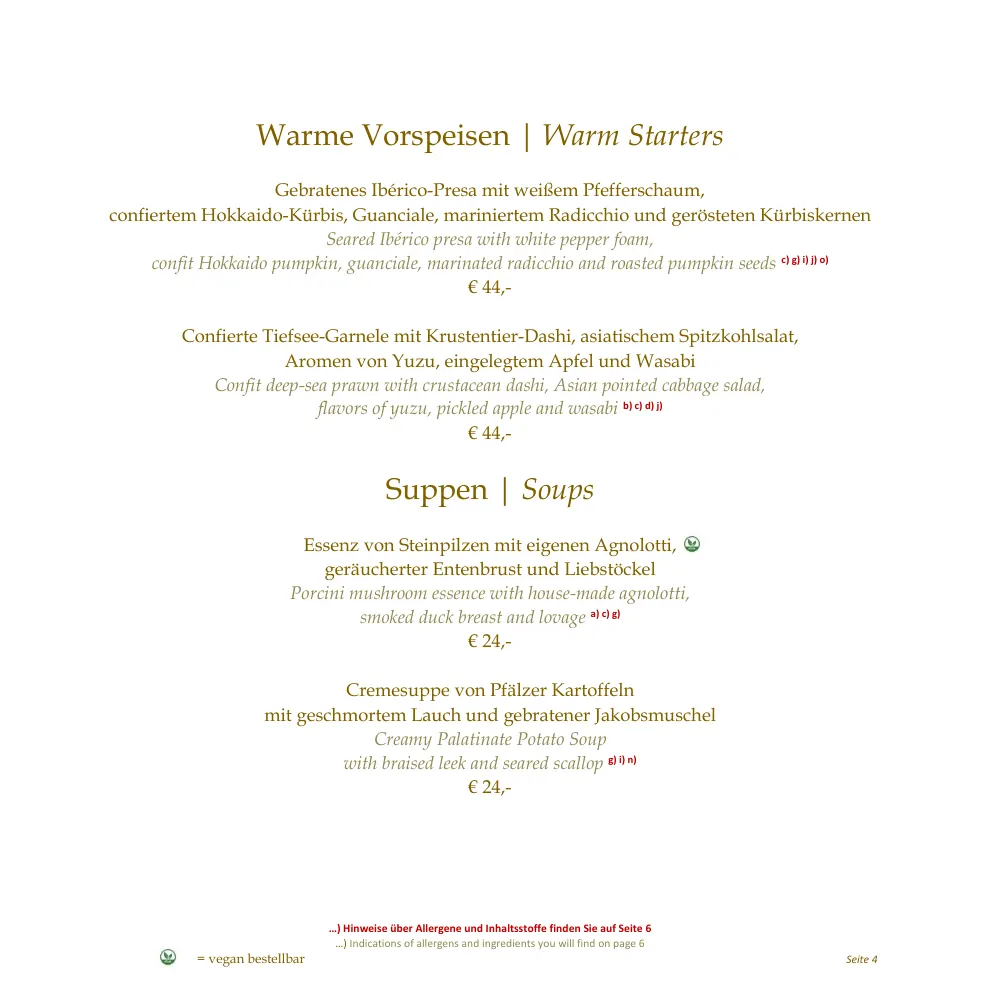 Warme Vorspeisen | Warm Starters
Gebratenes Ibérico-Presa mit weißem Pfefferschaum,
confiertem Hokkaido-Kürbis, Guanciale, mariniertem Radicchio und gerösteten Kürbiskernen
Seared Ibérico presa with white pepper foam,
confit Hokkaido pumpkin, guanciale, marinated radicchio and roasted pumpkin seeds c) g) i) j) o)
€ 44,-
Confierte Tiefsee-Garnele mit Krustentier-Dashi, asiatischem Spitzkohlsalat,
Aromen von Yuzu, eingelegtem Apfel und Wasabi
Confit deep-sea prawn with crustacean dashi, Asian pointed cabbage salad,
flavors of yuzu, pickled apple and wasabi b) c) d) j)
€ 44,-
Suppen | Soups
Essenz von Steinpilzen mit eigenen Agnolotti,
geräucherter Entenbrust und Liebstöckel
Porcini mushroom essence with house-made agnolotti,
smoked duck breast and lovage a) c) g)
€ 24,-
Cremesuppe von Pfälzer Kartoffeln
mit geschmortem Lauch und gebratener Jakobsmuschel
Creamy Palatinate Potato Soup
with braised leek and seared scallop g) i) n)
€ 24,-
...) Hinweise über Allergene und Inhaltsstoffe finden Sie auf Seite 6
...) Indications of allergens and ingredients you will find on page 6
= vegan bestellbar
Seite 4